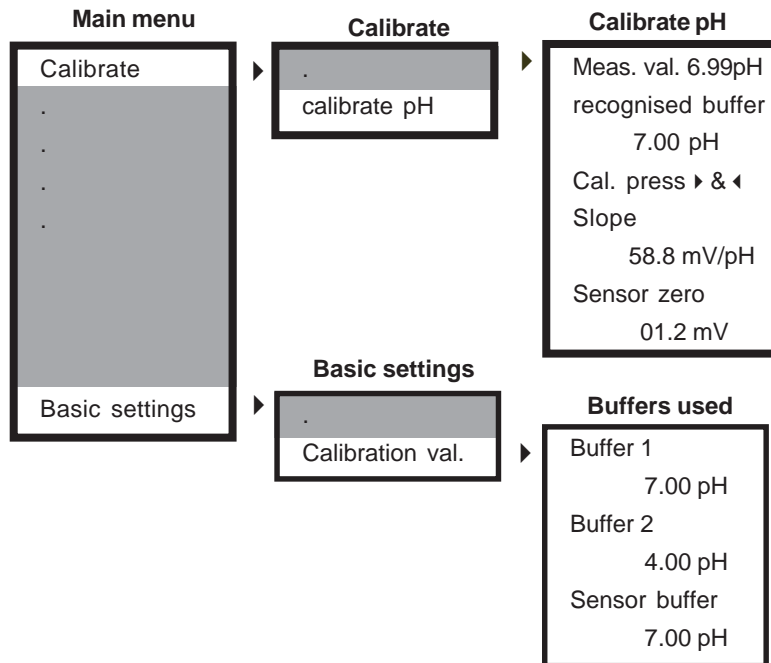 Main menu
Calibrate
.
.
.
.
Basic settings
Calibrate
.
calibrate pH
Calibrate pH
Meas. val. 6.99pH
recognised buffer
7.00 pH
Cal. press ▸ & ◂
Slope
58.8 mV/pH
Sensor zero
01.2 mV
Basic settings
.
Calibration val.
Buffers used
Buffer 1
7.00 pH
Buffer 2
4.00 pH
Sensor buffer
7.00 pH